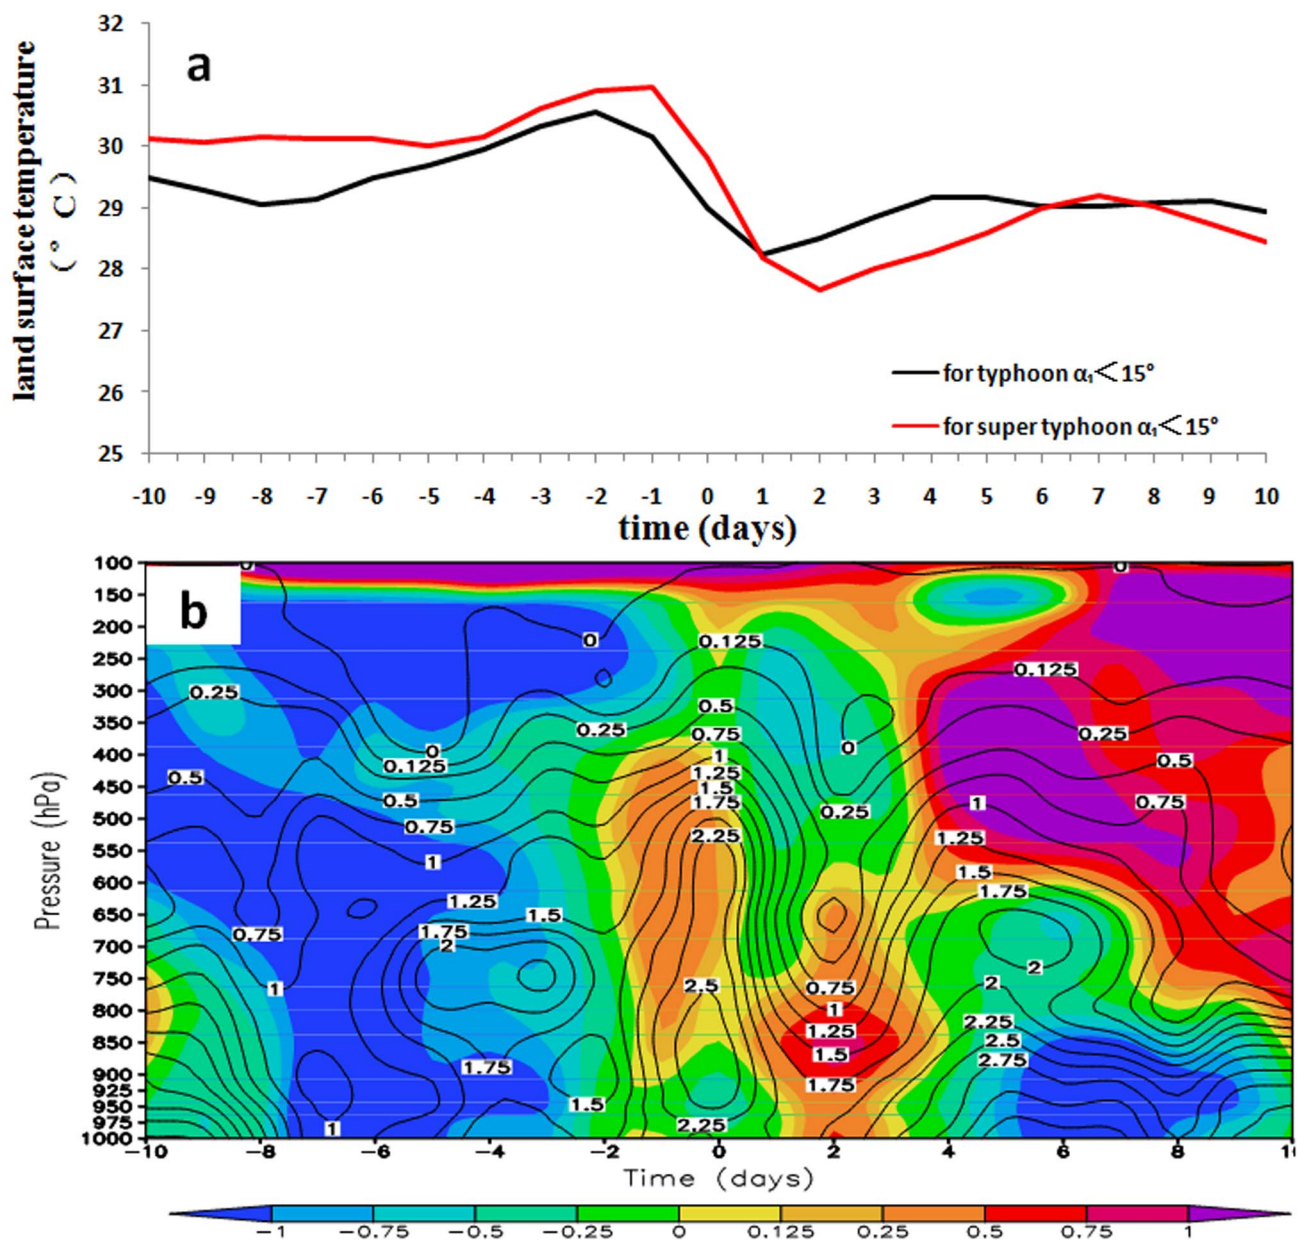 a
land surface temperature
( ° C )
32
31
30
29
28
27
26
25
for typhoon α₁<15°
for super typhoon α₁<15°
-10 -9 -8 -7 -6 -5 -4 -3 -2 -1 0 1 2 3 4 5 6 7 8 9 10
time (days)
b
Pressure (hPa)
100
150
200
250
300
350
400
450
500
550
600
650
700
750
800
850
900
925
950
975
1000
0 0
0 0.125
0.25 0.125
0.5
0.25 0.75 0.25
0 0
0.125 1 0.5
0.5 1.25
0.5 1.5 0.75
1.75 0.25 1
0.75 2.25 1.25
1
1.5
1.25 1.75
1.5
0.75 1.75
2 2
1 2.5 0.75 2
1
1.25 2.25
1.5 2.5
1.75 1.75 2.75
1.5
1 2.25
−10 −8 −6 −4 −2 0 2 4 6 8 1
Time (days)
−1 −0.75 −0.5 −0.25 0 0.125 0.25 0.5 0.75 1